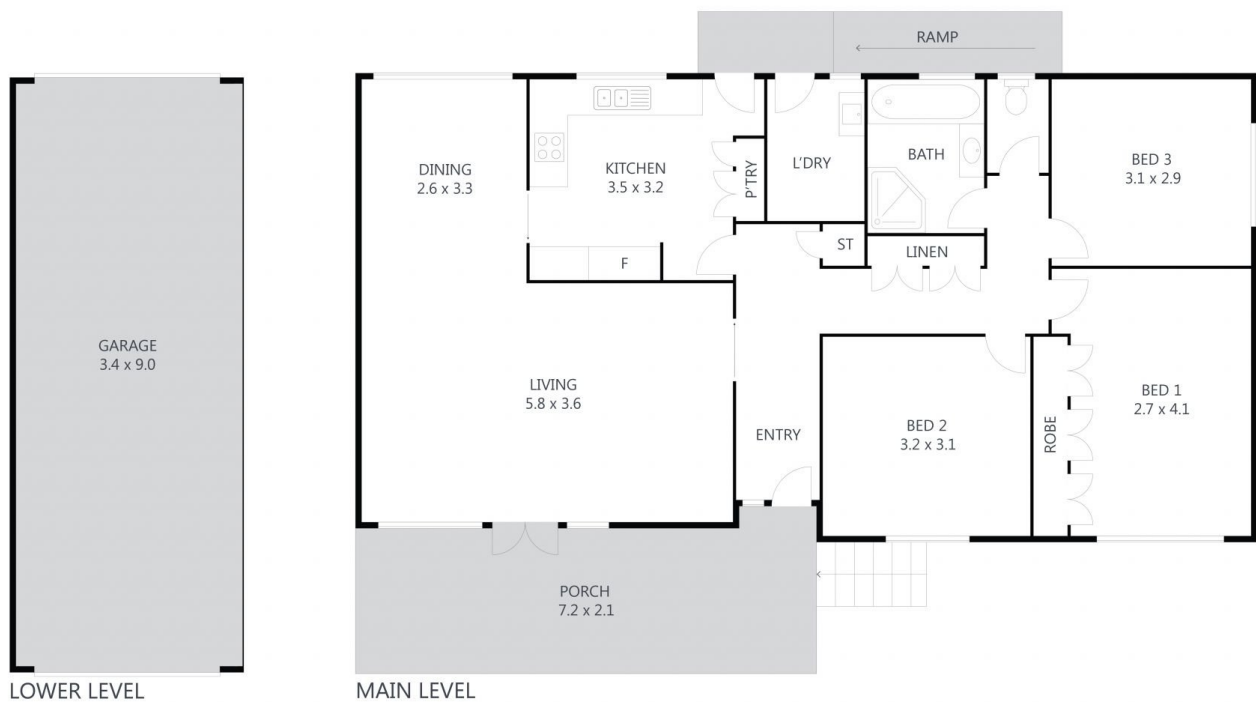 RAMP
DINING
2.6 x 3.3
KITCHEN
3.5 x 3.2
P'TRY
L'DRY
BATH
BED 3
3.1 x 2.9
F
ST
LINEN
GARAGE
3.4 x 9.0
LIVING
5.8 x 3.6
ENTRY
BED 2
3.2 x 3.1
ROBE
BED 1
2.7 x 4.1
PORCH
7.2 x 2.1
LOWER LEVEL
MAIN LEVEL